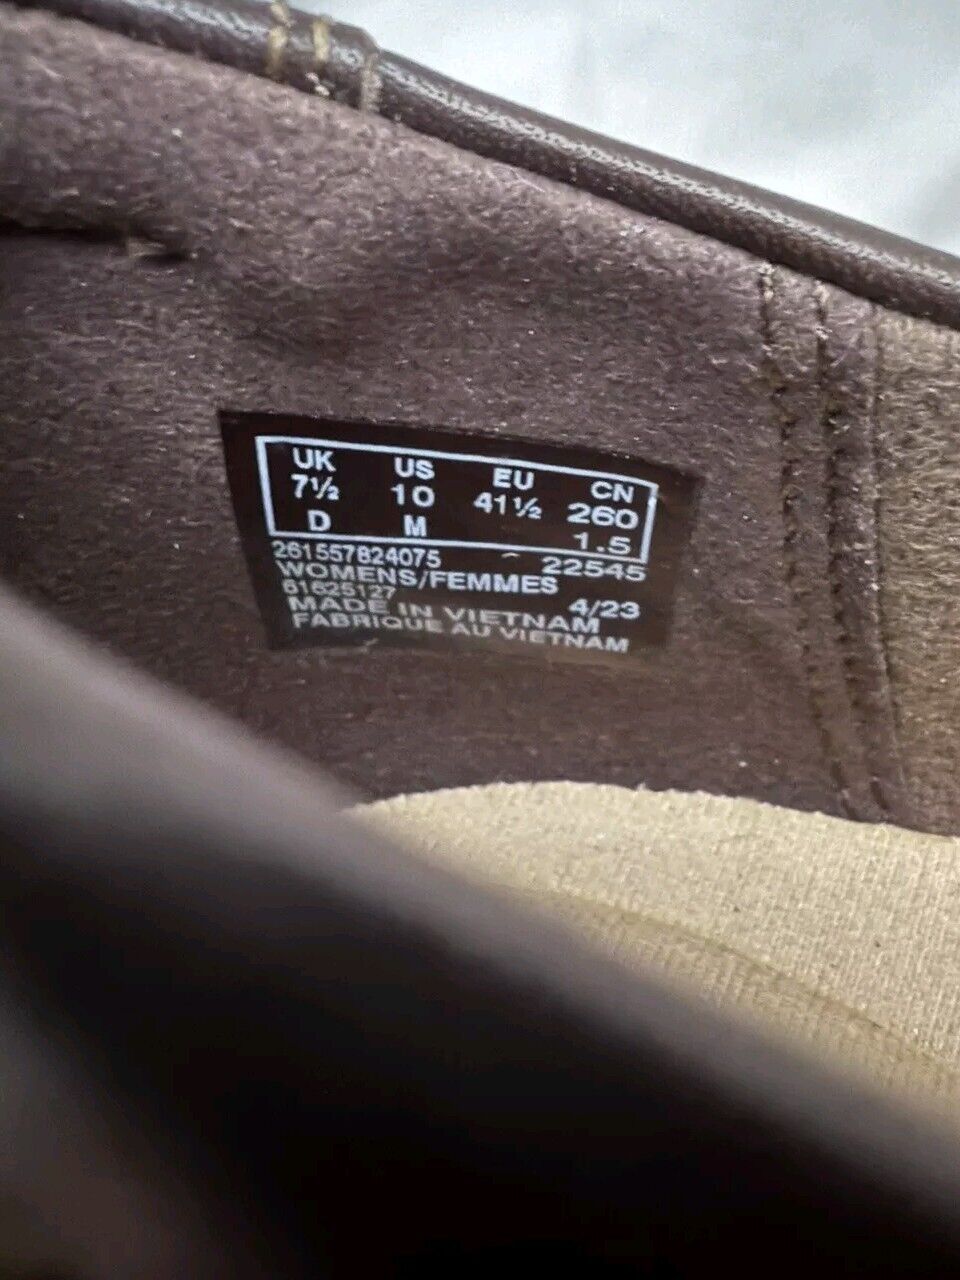 UK US EU CN
7½ 10 41½ 260
D M 1.5
261557824075 22545
WOMENS/FEMMES
61625127 4/23
MADE IN VIETNAM
FABRIQUE AU VIETNAM